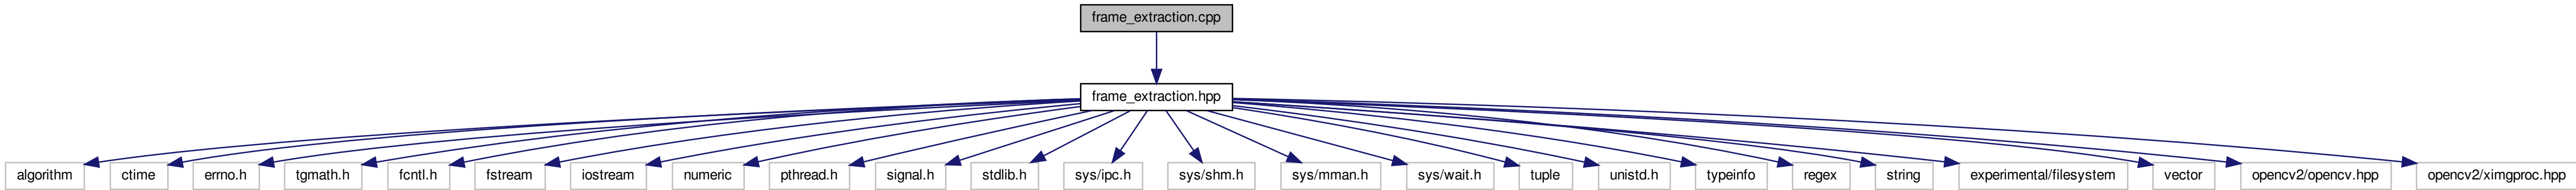 frame_extraction.cpp
frame_extraction.hpp
algorithm
ctime
errno.h
tgmath.h
fcntl.h
fstream
iostream
numeric
pthread.h
signal.h
stdlib.h
sys/ipc.h
sys/shm.h
sys/mman.h
sys/wait.h
tuple
unistd.h
typeinfo
regex
string
experimental/filesystem
vector
opencv2/opencv.hpp
opencv2/ximgproc.hpp